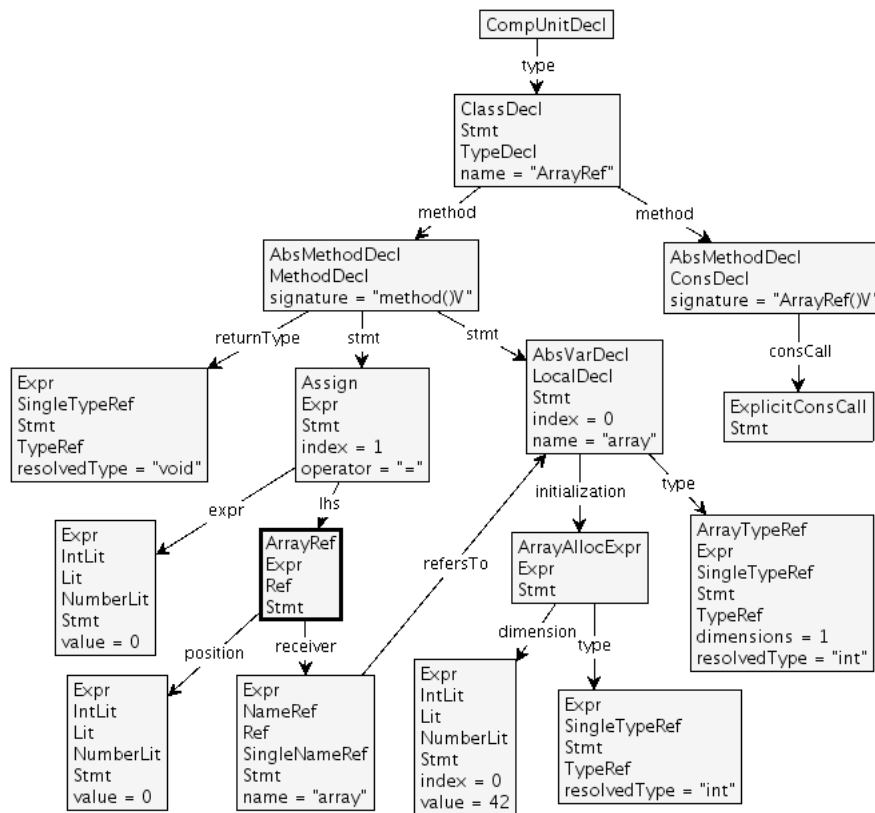 CompUnitDecl
type
ClassDecl
Stmt
TypeDecl
name = "ArrayRef"
method
method
AbsMethodDecl
MethodDecl
signature = "method()V"
AbsMethodDecl
ConsDecl
signature = "ArrayRef()V"
returnType
stmt
stmt
consCall
Expr
SingleTypeRef
Stmt
TypeRef
resolvedType = "void"
Assign
Expr
Stmt
index = 1
operator = "="
AbsVarDecl
LocalDecl
Stmt
index = 0
name = "array"
ExplicitConsCall
Stmt
expr
lhs
refersTo
initialization
type
Expr
IntLit
Lit
NumberLit
Stmt
value = 0
ArrayRef
Expr
Ref
Stmt
ArrayAllocExpr
Expr
Stmt
ArrayTypeRef
Expr
SingleTypeRef
Stmt
TypeRef
dimensions = 1
resolvedType = "int"
position
receiver
dimension
type
Expr
IntLit
Lit
NumberLit
Stmt
value = 0
Expr
NameRef
Ref
SingleNameRef
Stmt
name = "array"
Expr
IntLit
Lit
NumberLit
Stmt
index = 0
value = 42
Expr
SingleTypeRef
Stmt
TypeRef
resolvedType = "int"